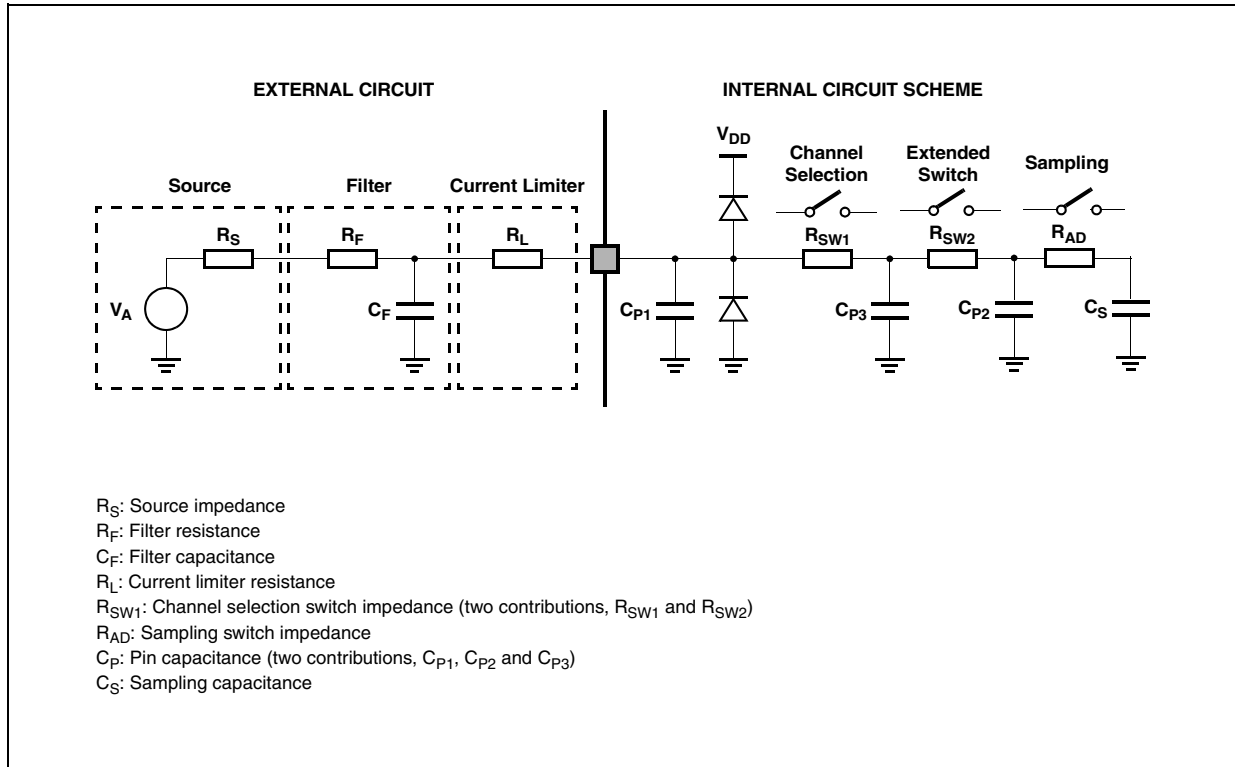 EXTERNAL CIRCUIT
INTERNAL CIRCUIT SCHEME
VDD
Channel
Selection
Extended
Switch
Sampling
Source
Filter
Current Limiter
RS
RF
RL
RSW1
RSW2
RAD
VA
CF
CP1
CP3
CP2
CS
RS: Source impedance
RF: Filter resistance
CF: Filter capacitance
RL: Current limiter resistance
RSW1: Channel selection switch impedance (two contributions, RSW1 and RSW2)
RAD: Sampling switch impedance
CP: Pin capacitance (two contributions, CP1, CP2 and CP3)
CS: Sampling capacitance